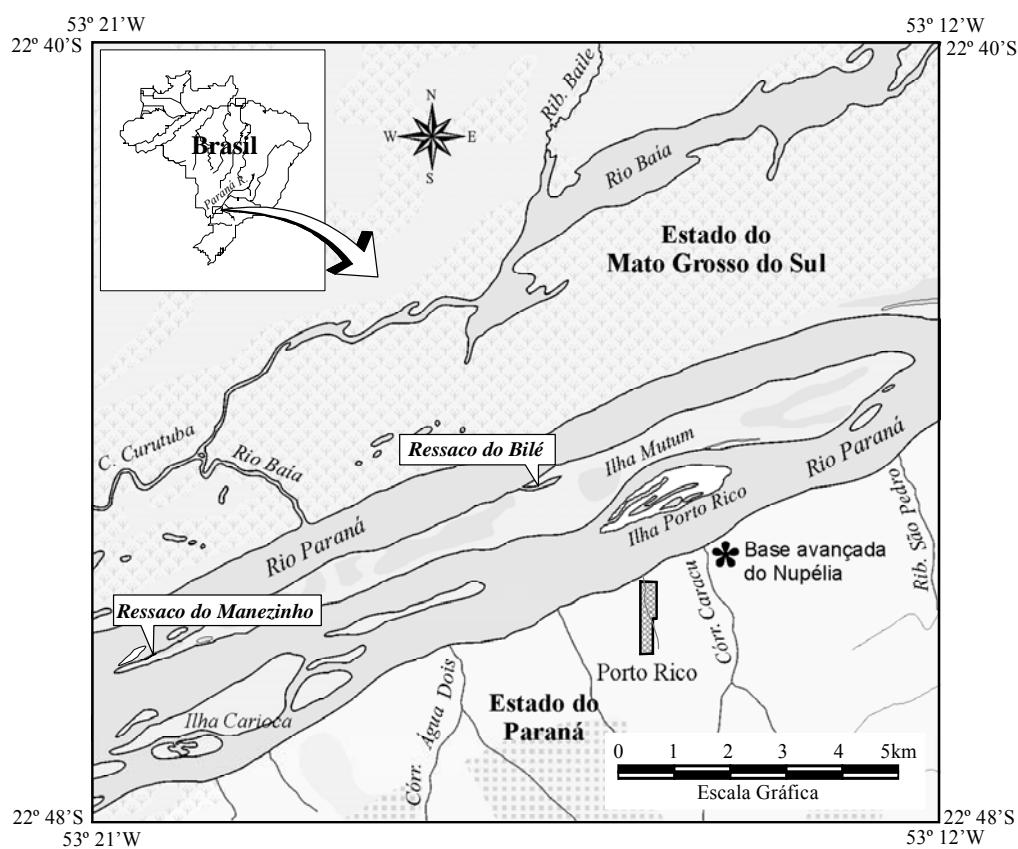 53º 21’W
53º 12’W
22º 40’S
22º 40’S
Brasil
Paraná R.
N
W
E
S
Rib. Baile
Rio Baía
Estado do
Mato Grosso do Sul
C. Curutuba
Rio Baía
Ressaco do Bilé
Ilha Mutum
Rio Paraná
Rio Paraná
Ilha Porto Rico
Rib. São Pedro
Base avançada
do Nupélia
Córr. Caracu
Ressaco do Manezinho
Porto Rico
Ilha Carioca
Córr. Água Dois
Estado do
Paraná
0 1 2 3 4 5km
Escala Gráfica
22º 48’S
22º 48’S
53º 21’W
53º 12’W